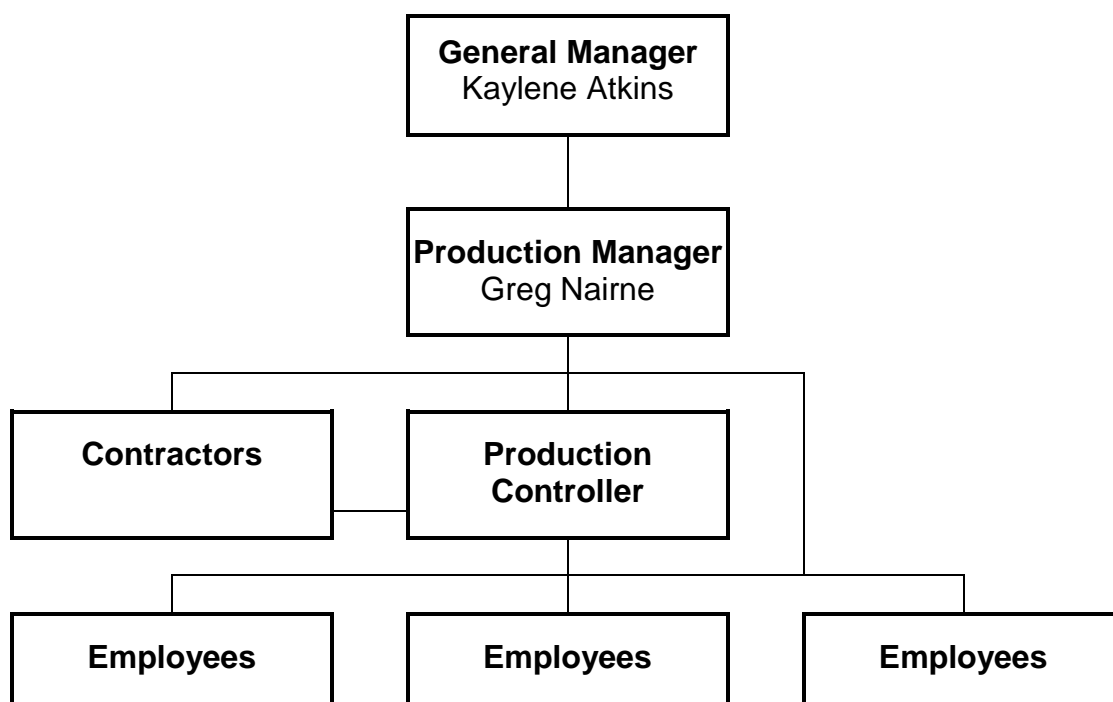 General Manager
Kaylene Atkins
Production Manager
Greg Nairne
Contractors
Production
Controller
Employees
Employees
Employees